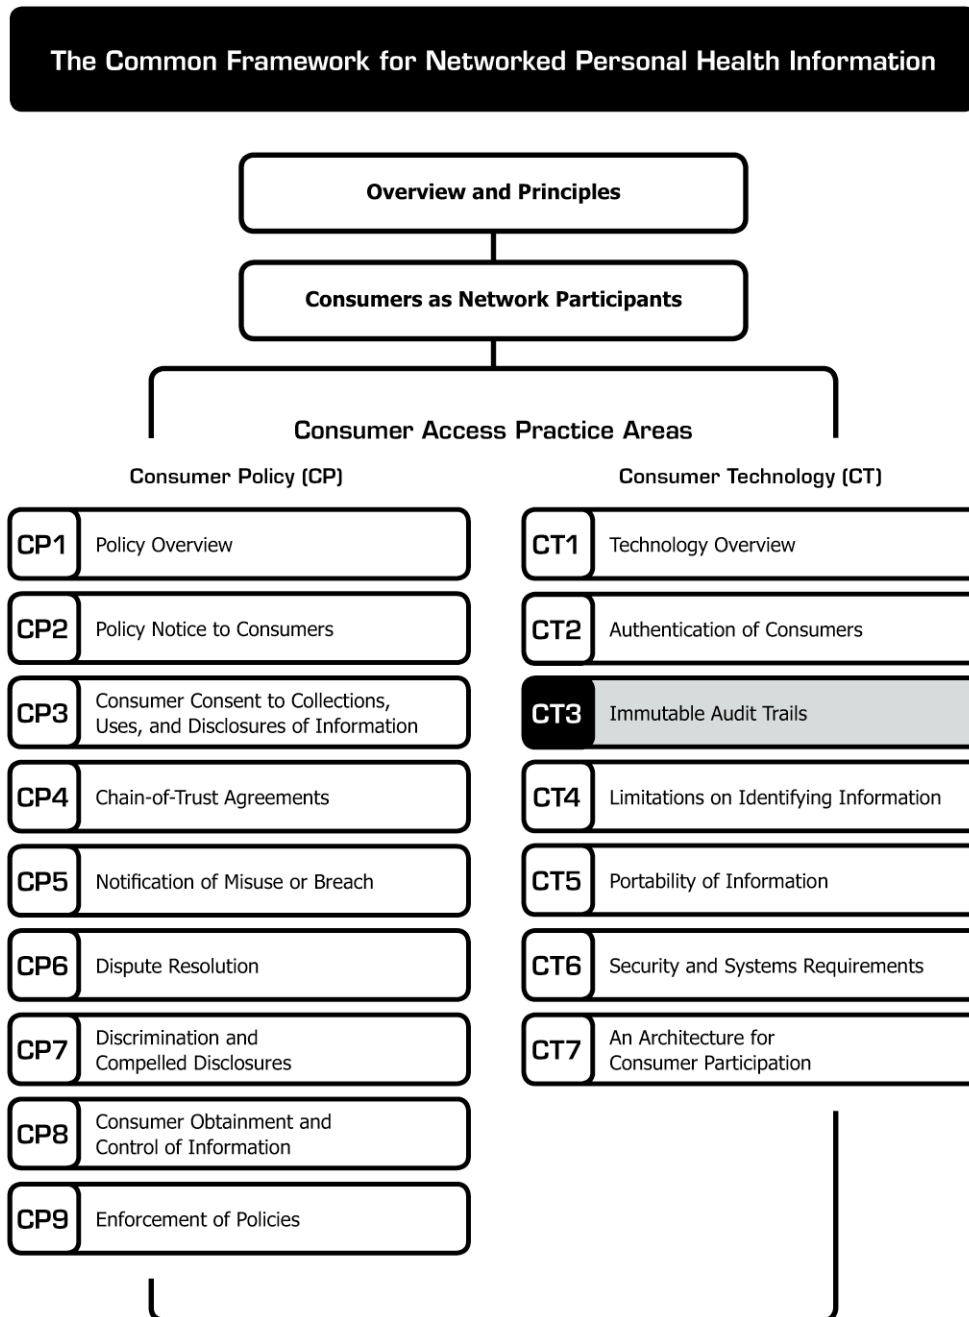 The Common Framework for Networked Personal Health Information
Overview and Principles
Consumers as Network Participants
Consumer Access Practice Areas
Consumer Policy (CP)
CP1 Policy Overview
CP2 Policy Notice to Consumers
CP3 Consumer Consent to Collections,
Uses, and Disclosures of Information
CP4 Chain-of-Trust Agreements
CP5 Notification of Misuse or Breach
CP6 Dispute Resolution
CP7 Discrimination and
Compelled Disclosures
CP8 Consumer Obtainment and
Control of Information
CP9 Enforcement of Policies
Consumer Technology (CT)
CT1 Technology Overview
CT2 Authentication of Consumers
CT3 Immutable Audit Trails
CT4 Limitations on Identifying Information
CT5 Portability of Information
CT6 Security and Systems Requirements
CT7 An Architecture for
Consumer Participation